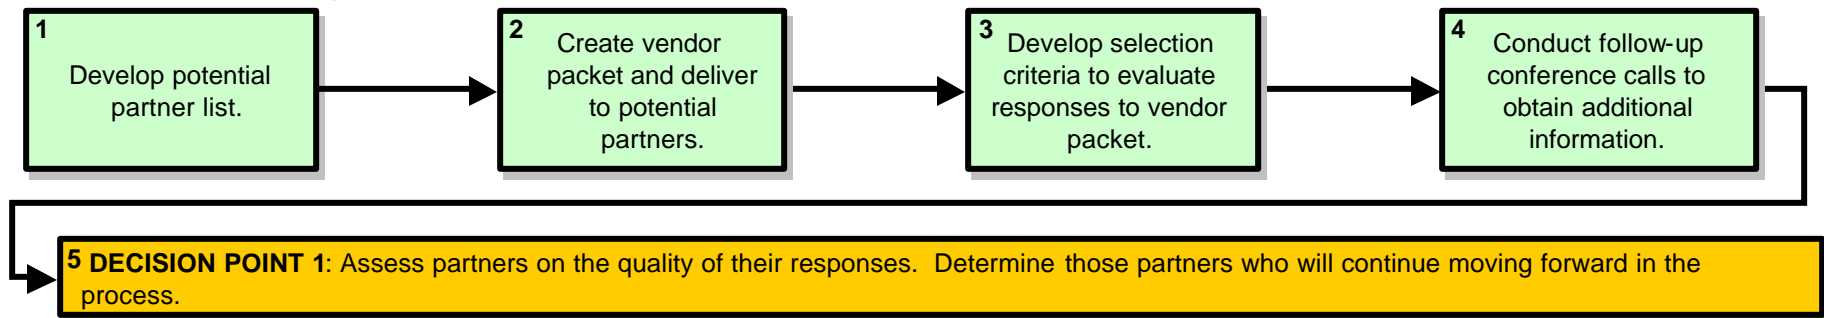 1
Develop potential
partner list.
2
Create vendor
packet and deliver
to potential
partners.
3
Develop selection
criteria to evaluate
responses to vendor
packet.
4
Conduct follow-up
conference calls to
obtain additional
information.
5 DECISION POINT 1: Assess partners on the quality of their responses.  Determine those partners who will continue moving forward in the
process.